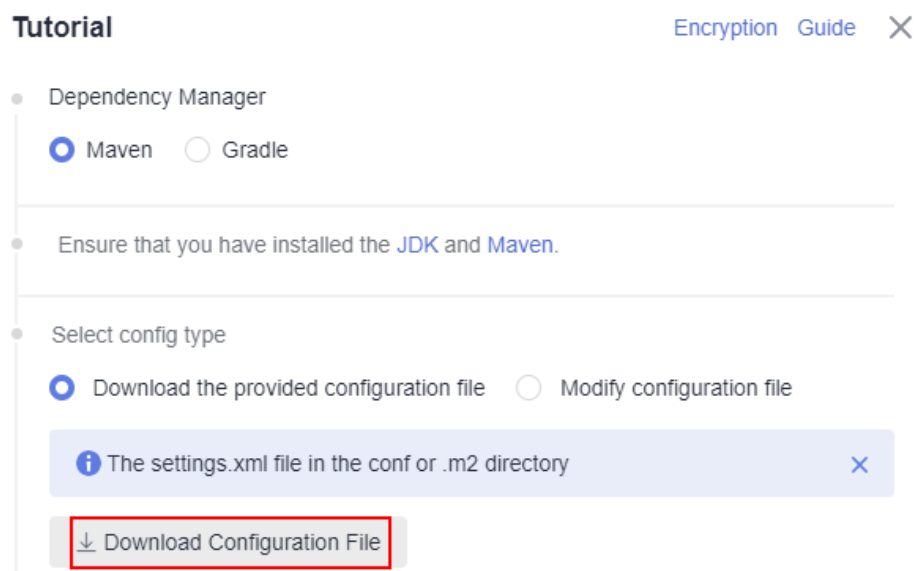 Tutorial Encryption Guide
Dependency Manager
Maven Gradle
Ensure that you have installed the JDK and Maven.
Select config type
Download the provided configuration file Modify configuration file
The settings.xml file in the conf or .m2 directory
Download Configuration File